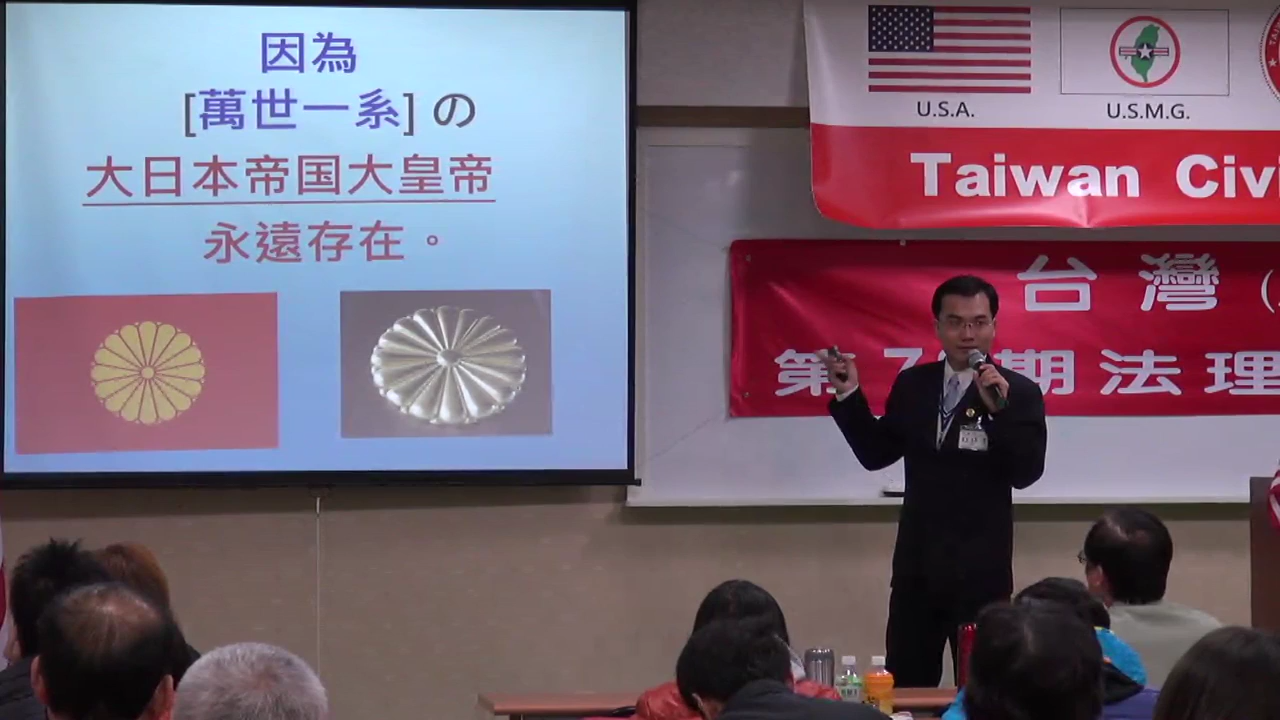 因為
[萬世一系] の
大日本帝国大皇帝
永遠存在。
U.S.A.
U.S.M.G.
Taiwan Civi
台灣（
第7 期法理